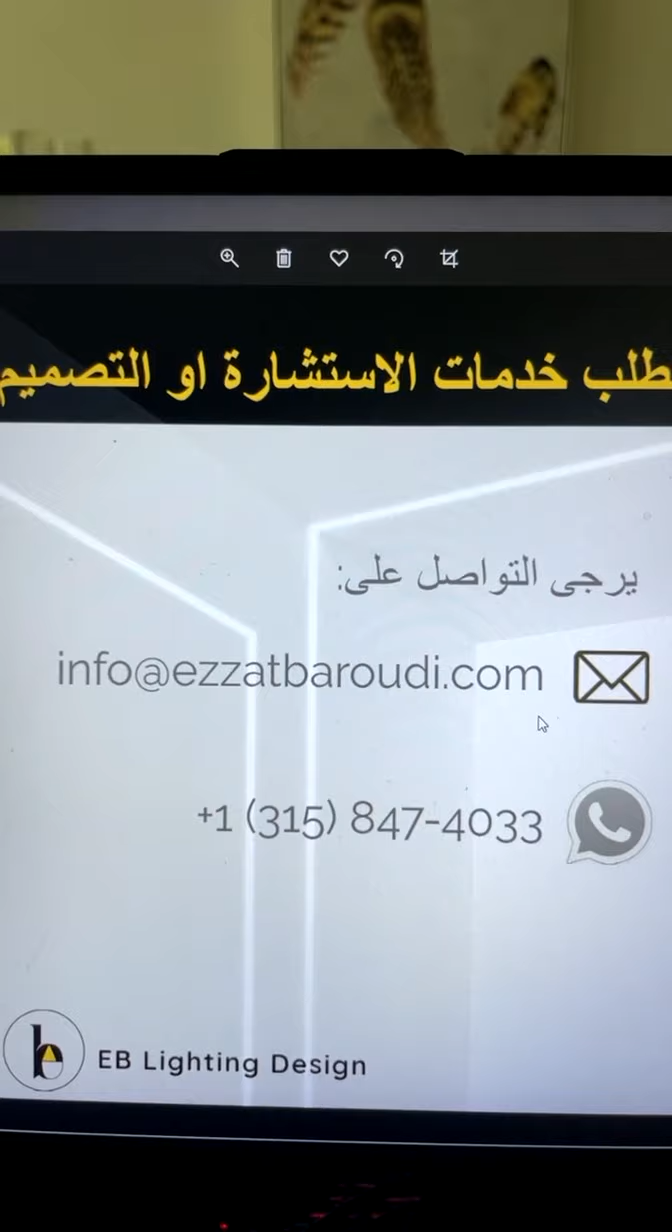 طلب خدمات الاستشارة او التصميم
يرجى التواصل على:
info@ezzatbaroudi.com
+1 (315) 847-4033
EB Lighting Design